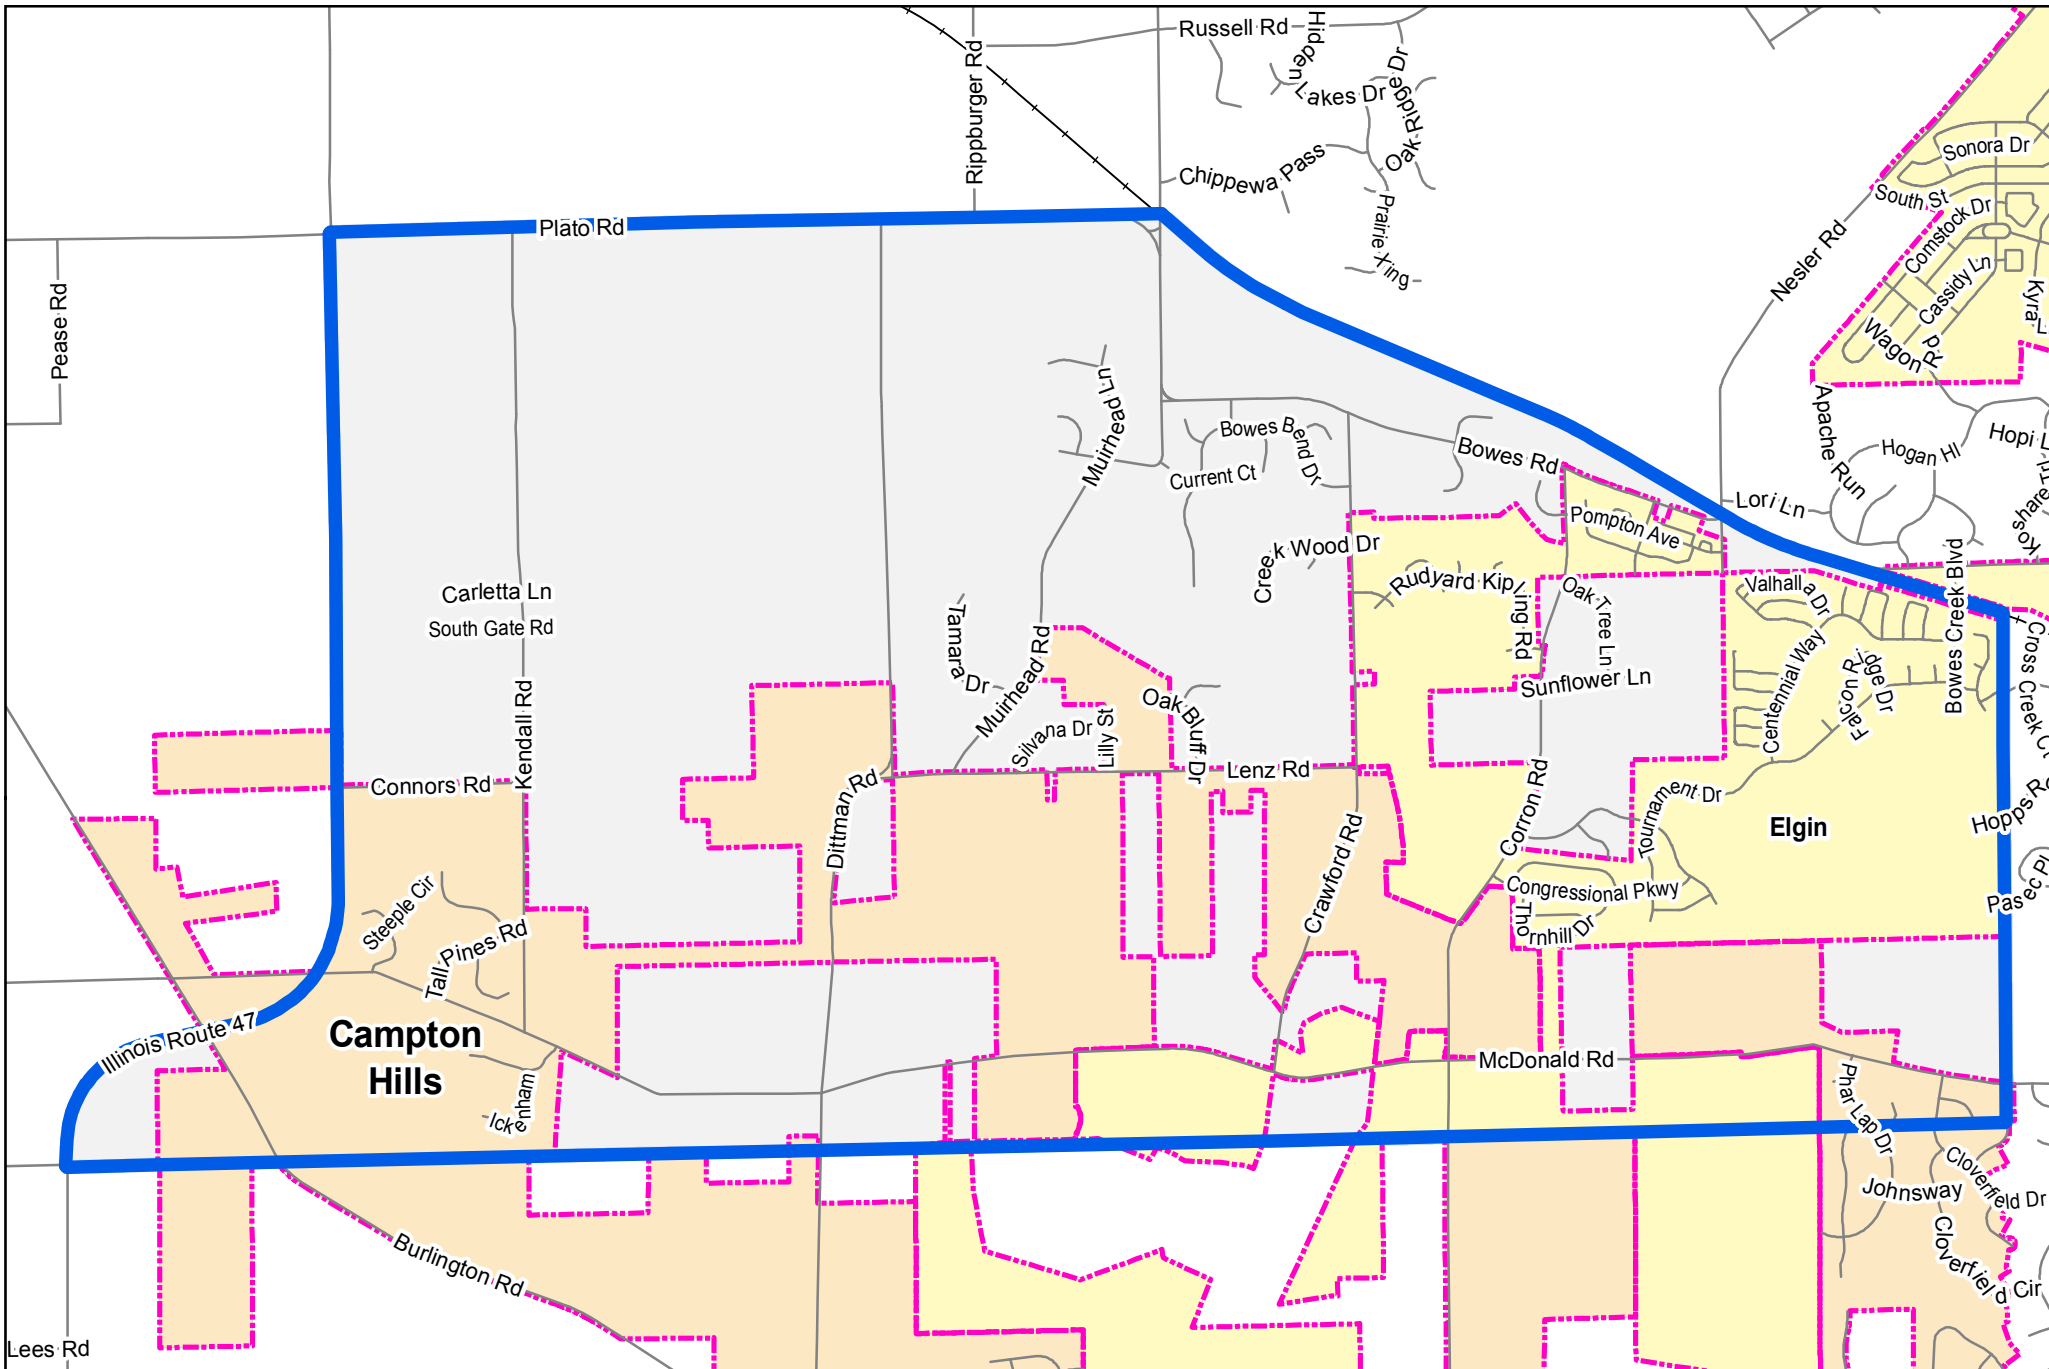 Russell Rd
Hidden Lakes Dr
Oak Ridge Dr
Rippburger Rd
Chippewa Pass
Prairie Xing
Sonora Dr
South St
Comstock Dr
Cassidy Ln
Nesler Rd
Wagon Rd
Kyra L
Plato Rd
Pease Rd
Apache Run
Hogan Hl
Hopi L
Koshare Trl
Lori Ln
Muirhead Ln
Muirhead Rd
Bowes Bend Dr
Current Ct
Bowes Rd
Pompton Ave
Creek Wood Dr
Rudyard Kipling Rd
Oak Tree Ln
Sunflower Ln
Valhalla Dr
Centennial Way
Falcon Ridge Dr
Bowes Creek Blvd
Cross Creek Ct
Carletta Ln
South Gate Rd
Kendall Rd
Tamara Dr
Silvana Dr
Lilly St
Oak Bluff Dr
Lenz Rd
Connors Rd
Dittman Rd
Crawford Rd
Corron Rd
Tournament Dr
Elgin
Hopps Rd
Pasec Pl
Congressional Pkwy
Thornhill Dr
Steeple Cir
Tall Pines Rd
Illinois Route 47
Campton
Hills
Ickenham
McDonald Rd
Phar Lap Dr
Johnsway
Cloverfield Dr
Cloverfield Cir
Burlington Rd
Lees Rd